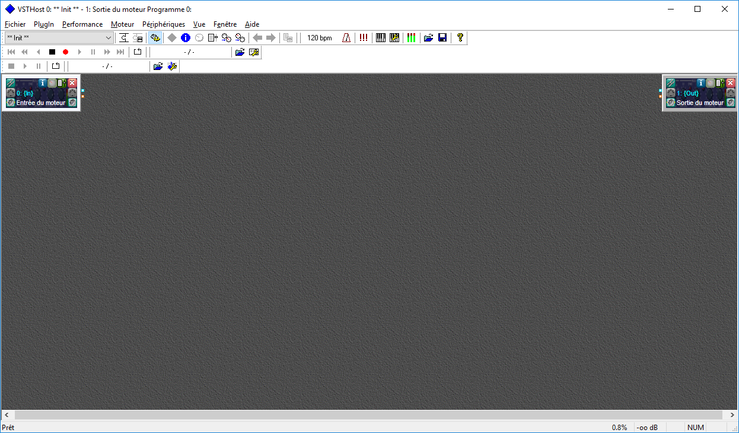 VSTHost 0: ** Init ** - 1: Sortie du moteur Programme 0:
Fichier PlugIn Performance Moteur Périphériques Vue Fenêtre Aide
** Init ** 120 bpm
- / -
- / -
0: (In)
Entrée du moteur
1: (Out)
Sortie du moteur
Prêt 0.8% -oo dB NUM